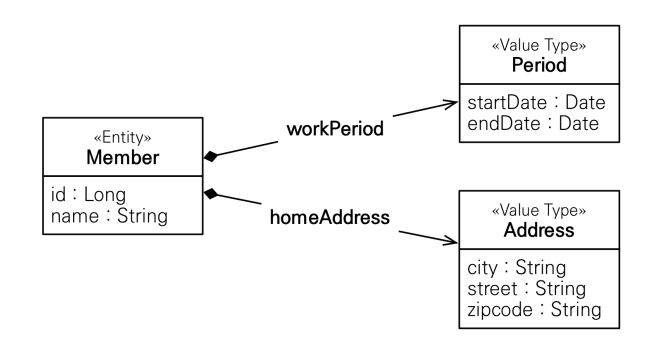 «Entity»
Member
id : Long
name : String
workPeriod
homeAddress
«Value Type»
Period
startDate : Date
endDate : Date
«Value Type»
Address
city : String
street : String
zipcode : String